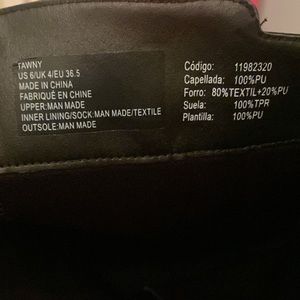 TAWNY
US 6/UK 4/EU 36.5
MADE IN CHINA
FABRIQUÉ EN CHINE
UPPER:MAN MADE
INNER LINING/SOCK:MAN MADE/TEXTILE
OUTSOLE:MAN MADE
Código: 11982320
Capellada: 100%PU
Forro: 80%TEXTIL+20%PU
Suela: 100%TPR
Plantilla: 100%PU